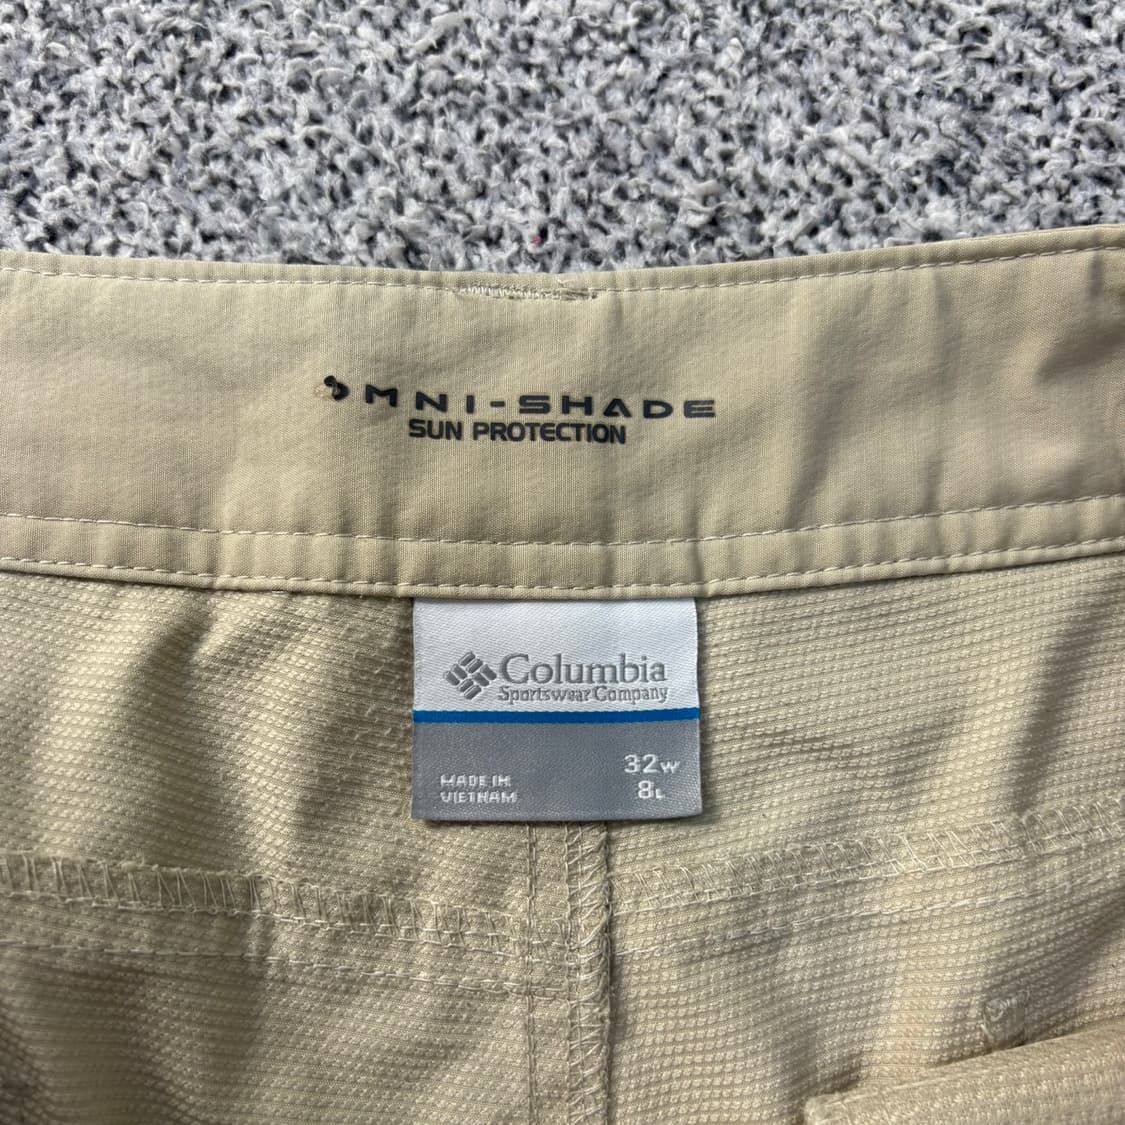 OMNI-SHADE
SUN PROTECTION
Columbia
Sportswear Company
32W
8L
MADE IN
VIETNAM